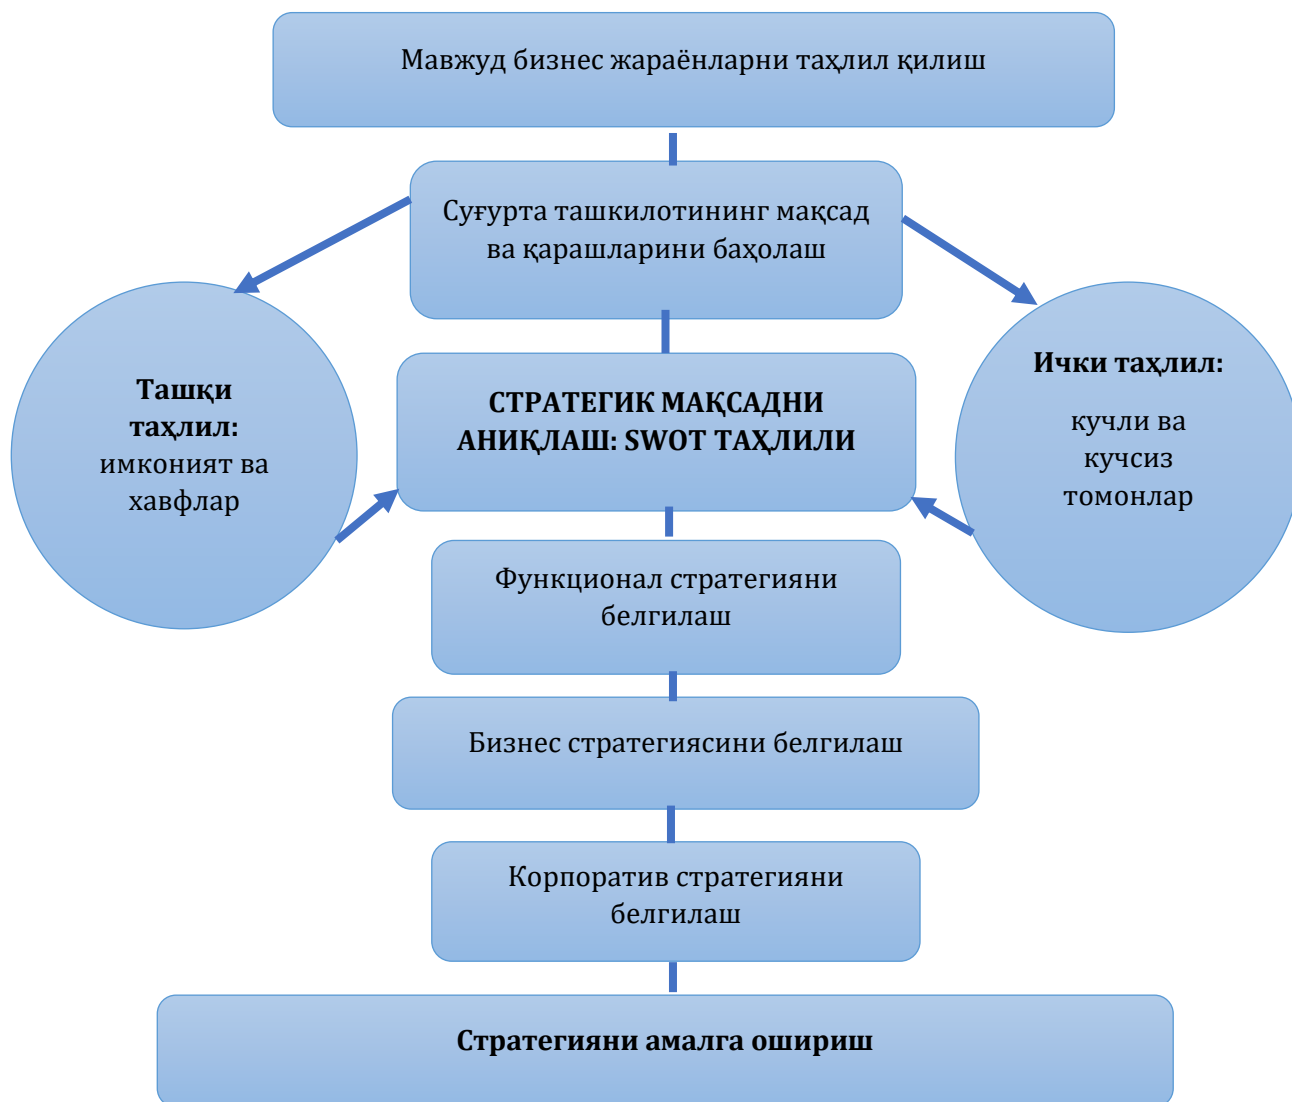 Мавжуд бизнес жараёнларни таҳлил қилиш
Суғурта ташкилотининг мақсад
ва қарашларини баҳолаш
Ташқи
таҳлил:
имконият ва
хавфлар
СТРАТЕГИК МАҚСАДНИ
АНИҚЛАШ: SWOT ТАҲЛИЛИ
Ички таҳлил:
кучли ва
кучсиз
томонлар
Функционал стратегияни
белгилаш
Бизнес стратегиясини белгилаш
Корпоратив стратегияни
белгилаш
Стратегияни амалга ошириш